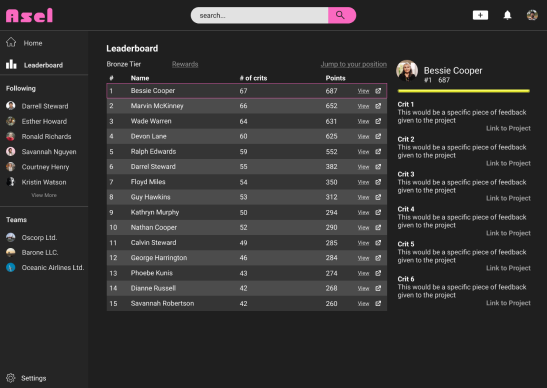 Asel
search...
Home
Leaderboard
Following
Darrell Steward
Esther Howard
Ronald Richards
Savannah Nguyen
Courtney Henry
Kristin Watson
View More
Teams
Oscorp Ltd.
Barone LLC.
Oceanic Airlines Ltd.
Settings
Leaderboard
Bronze Tier Rewards Jump to your position
# Name # of crits Points
1 Bessie Cooper 67 687 View
2 Marvin McKinney 66 652 View
3 Wade Warren 64 631 View
4 Devon Lane 60 625 View
5 Ralph Edwards 59 552 View
6 Darrel Steward 55 382 View
7 Floyd Miles 54 350 View
8 Guy Hawkins 53 312 View
9 Kathryn Murphy 50 294 View
10 Nathan Cooper 52 290 View
11 Calvin Steward 49 285 View
12 George Harrington 46 284 View
13 Phoebe Kunis 43 274 View
14 Dianne Russell 42 268 View
15 Savannah Robertson 42 260 View
Bessie Cooper
#1 687
Crit 1
This would be a specific piece of feedback
given to the project
Link to Project
Crit 2
This would be a specific piece of feedback
given to the project
Link to Project
Crit 3
This would be a specific piece of feedback
given to the project
Link to Project
Crit 4
This would be a specific piece of feedback
given to the project
Link to Project
Crit 5
This would be a specific piece of feedback
given to the project
Link to Project
Crit 6
This would be a specific piece of feedback
given to the project
Link to Project